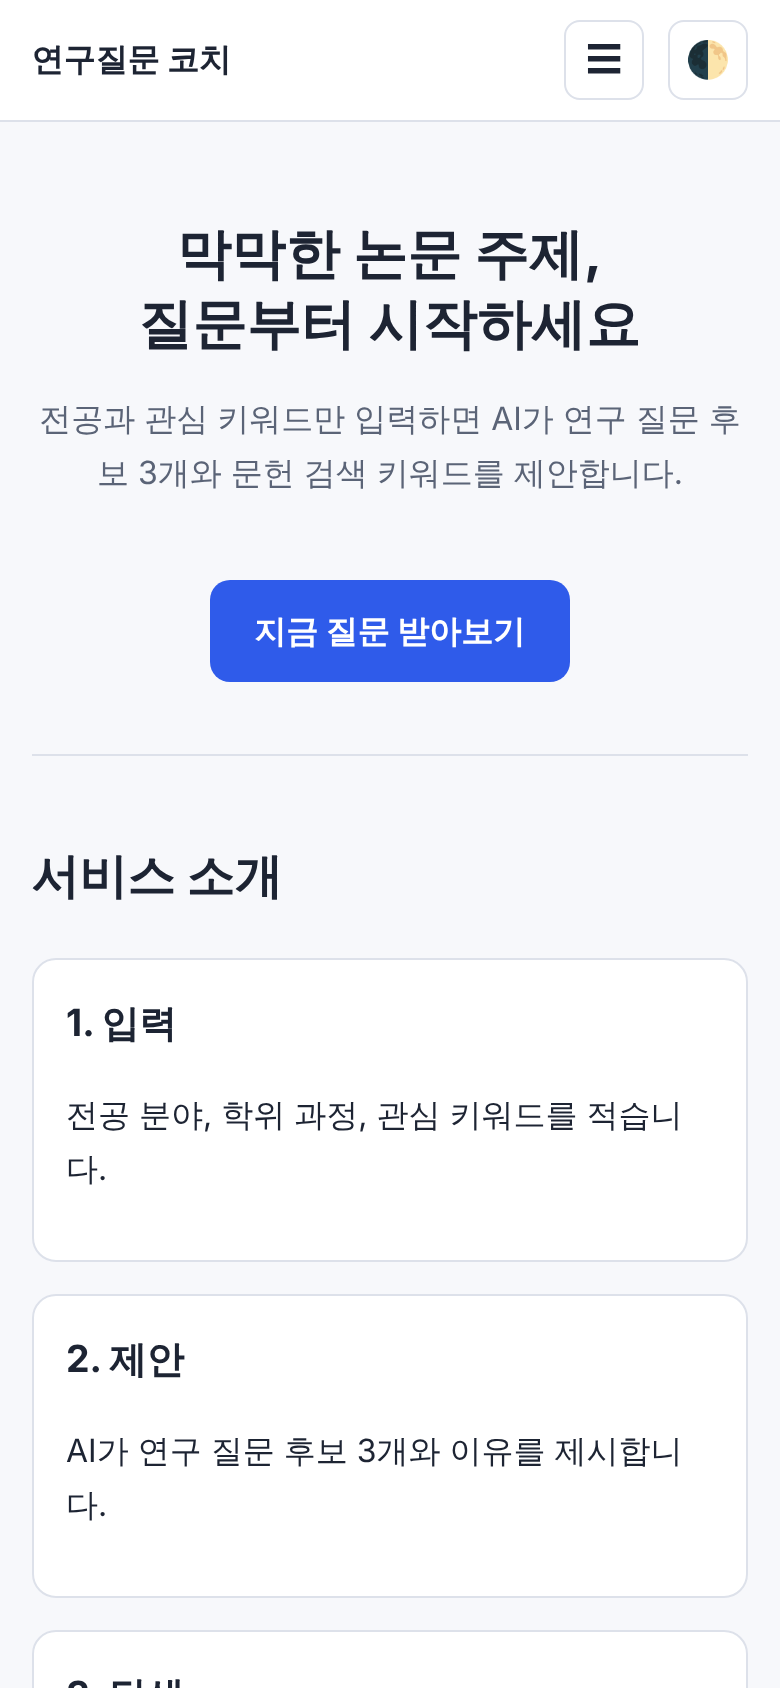 연구질문 코치
막막한 논문 주제,
질문부터 시작하세요
전공과 관심 키워드만 입력하면 AI가 연구 질문 후
보 3개와 문헌 검색 키워드를 제안합니다.
지금 질문 받아보기
서비스 소개
1. 입력
전공 분야, 학위 과정, 관심 키워드를 적습니
다.
2. 제안
AI가 연구 질문 후보 3개와 이유를 제시합니
다.